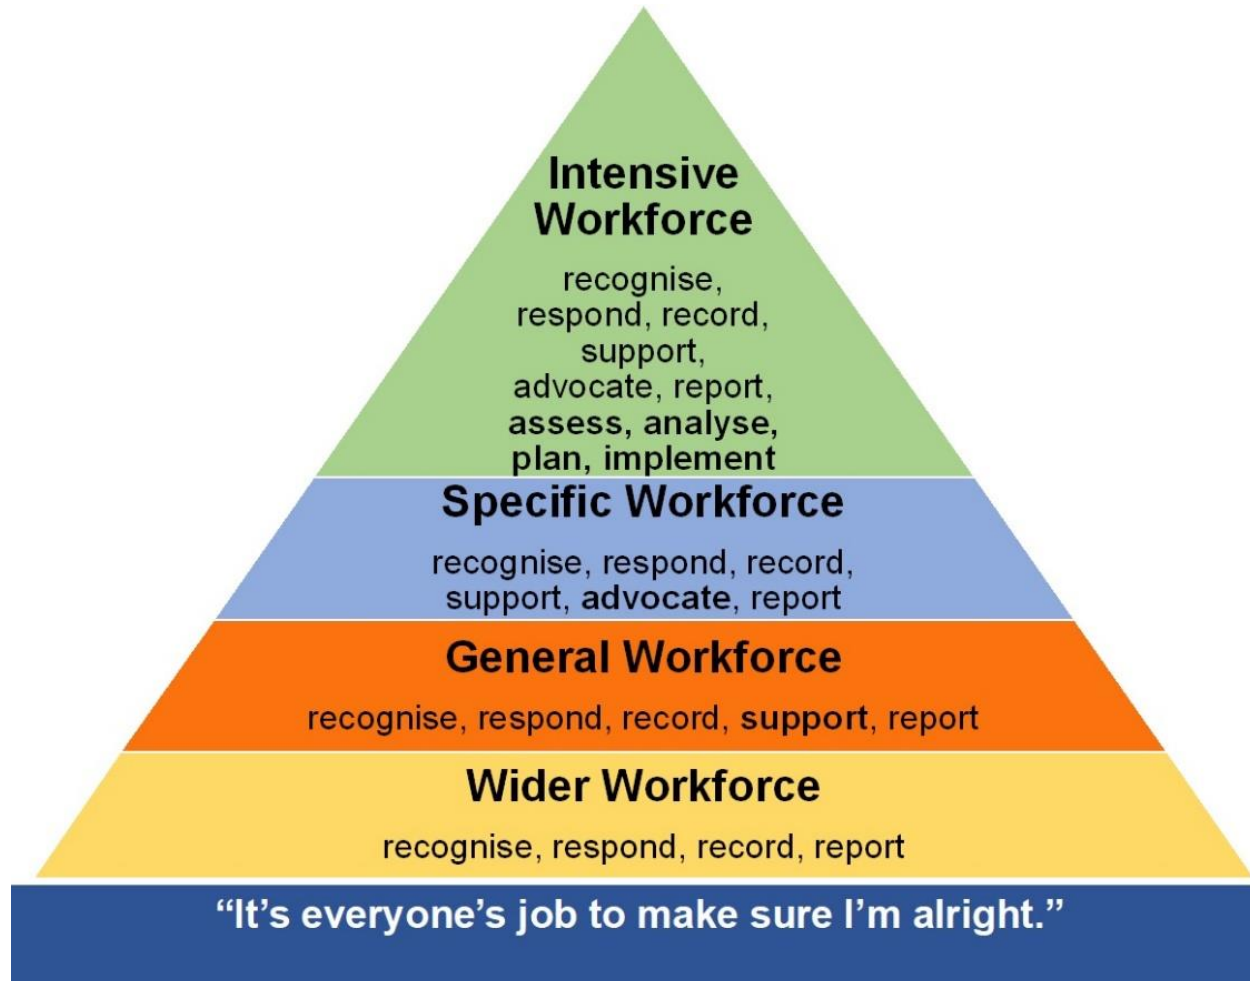 Intensive
Workforce
recognise,
respond, record,
support,
advocate, report,
assess, analyse,
plan, implement
Specific Workforce
recognise, respond, record,
support, advocate, report
General Workforce
recognise, respond, record, support, report
Wider Workforce
recognise, respond, record, report
“It’s everyone’s job to make sure I’m alright.”